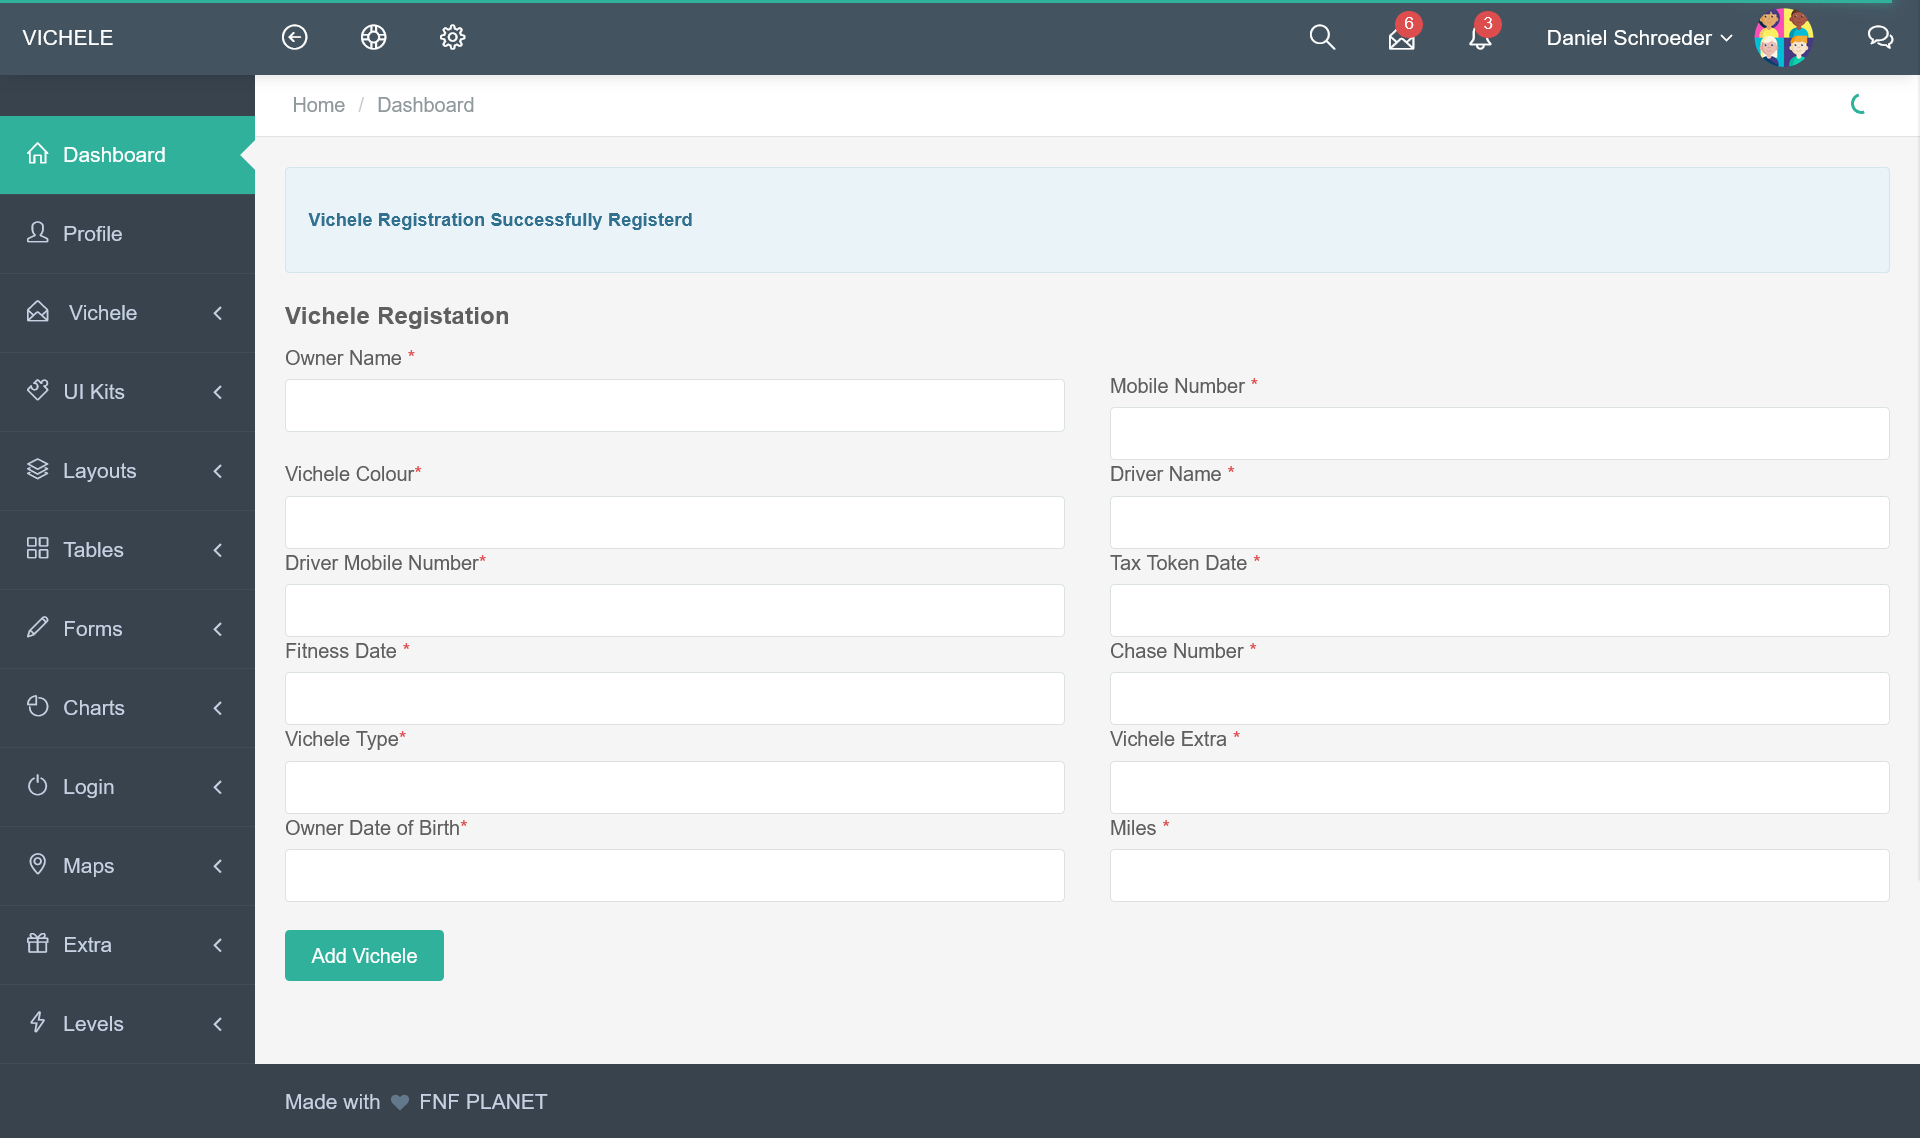 VICHELE
6
3
Daniel Schroeder
Home / Dashboard
Dashboard
Profile
Vichele
UI Kits
Layouts
Tables
Forms
Charts
Login
Maps
Extra
Levels
Vichele Registration Successfully Registerd
Vichele Registation
Owner Name *
Mobile Number *
Vichele Colour*
Driver Name *
Driver Mobile Number*
Tax Token Date *
Fitness Date *
Chase Number *
Vichele Type*
Vichele Extra *
Owner Date of Birth*
Miles *
Add Vichele
Made with FNF PLANET